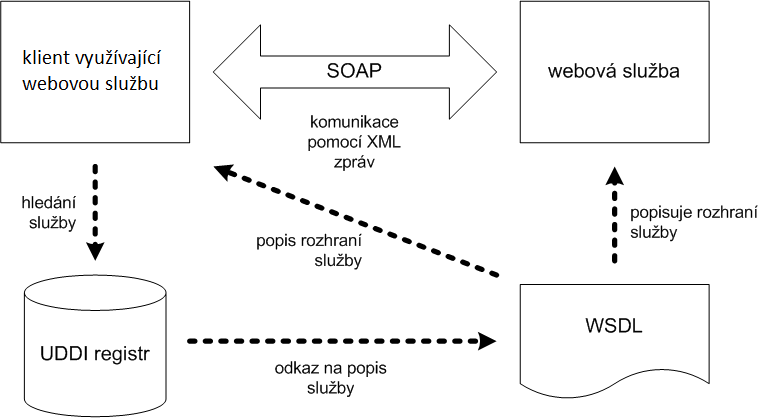 klient využívající
webovou službu
SOAP
webová služba
komunikace
pomocí XML
zpráv
hledání
služby
popis rozhraní
služby
popisuje rozhraní
služby
UDDI registr
WSDL
odkaz na popis
služby